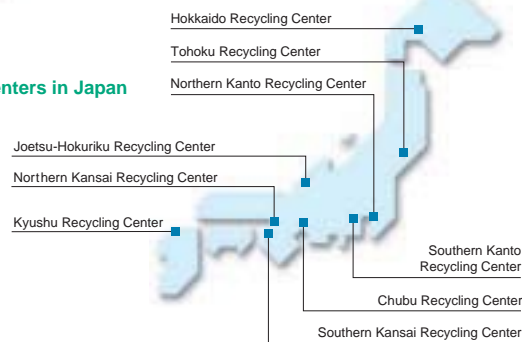 Hokkaido Recycling Center
Tohoku Recycling Center
Northern Kanto Recycling Center
enters in Japan
Joetsu-Hokuriku Recycling Center
Northern Kansai Recycling Center
Kyushu Recycling Center
Southern Kanto
Recycling Center
Chubu Recycling Center
Southern Kansai Recycling Center